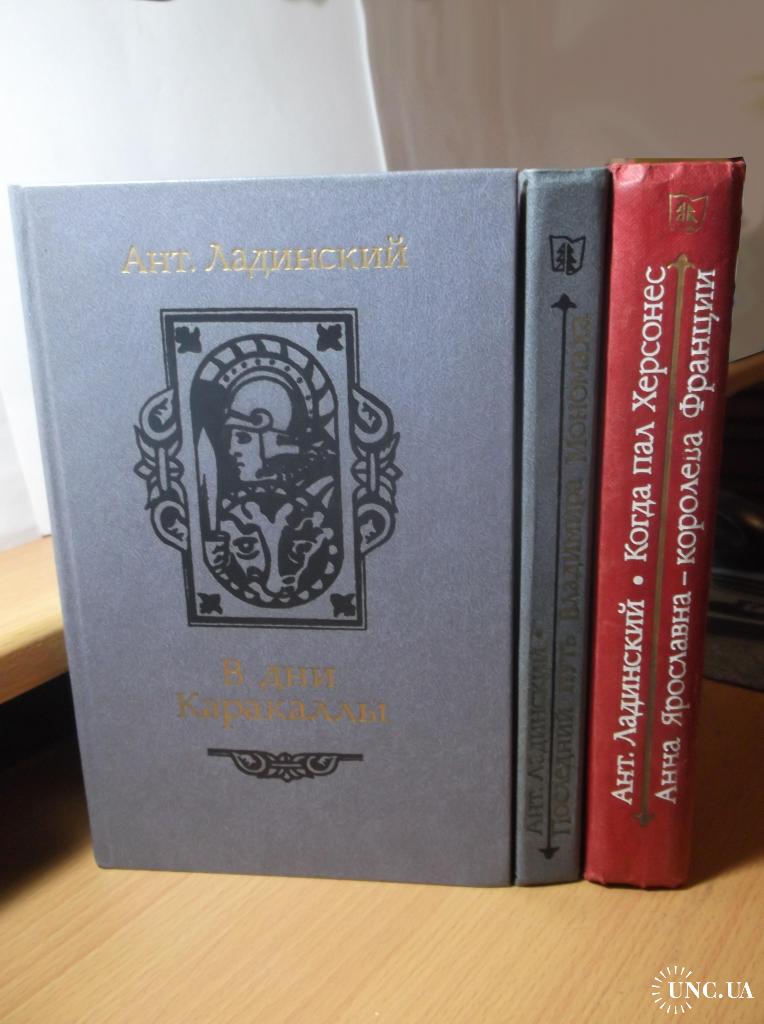 Ант. Ладинский
В дни
Каракаллы
Ант. Ладинский •
Последний путь Владимира Мономаха
Ант. Ладинский • Когда пал Херсонес
Анна Ярославна – королева Франции
UNC.UA